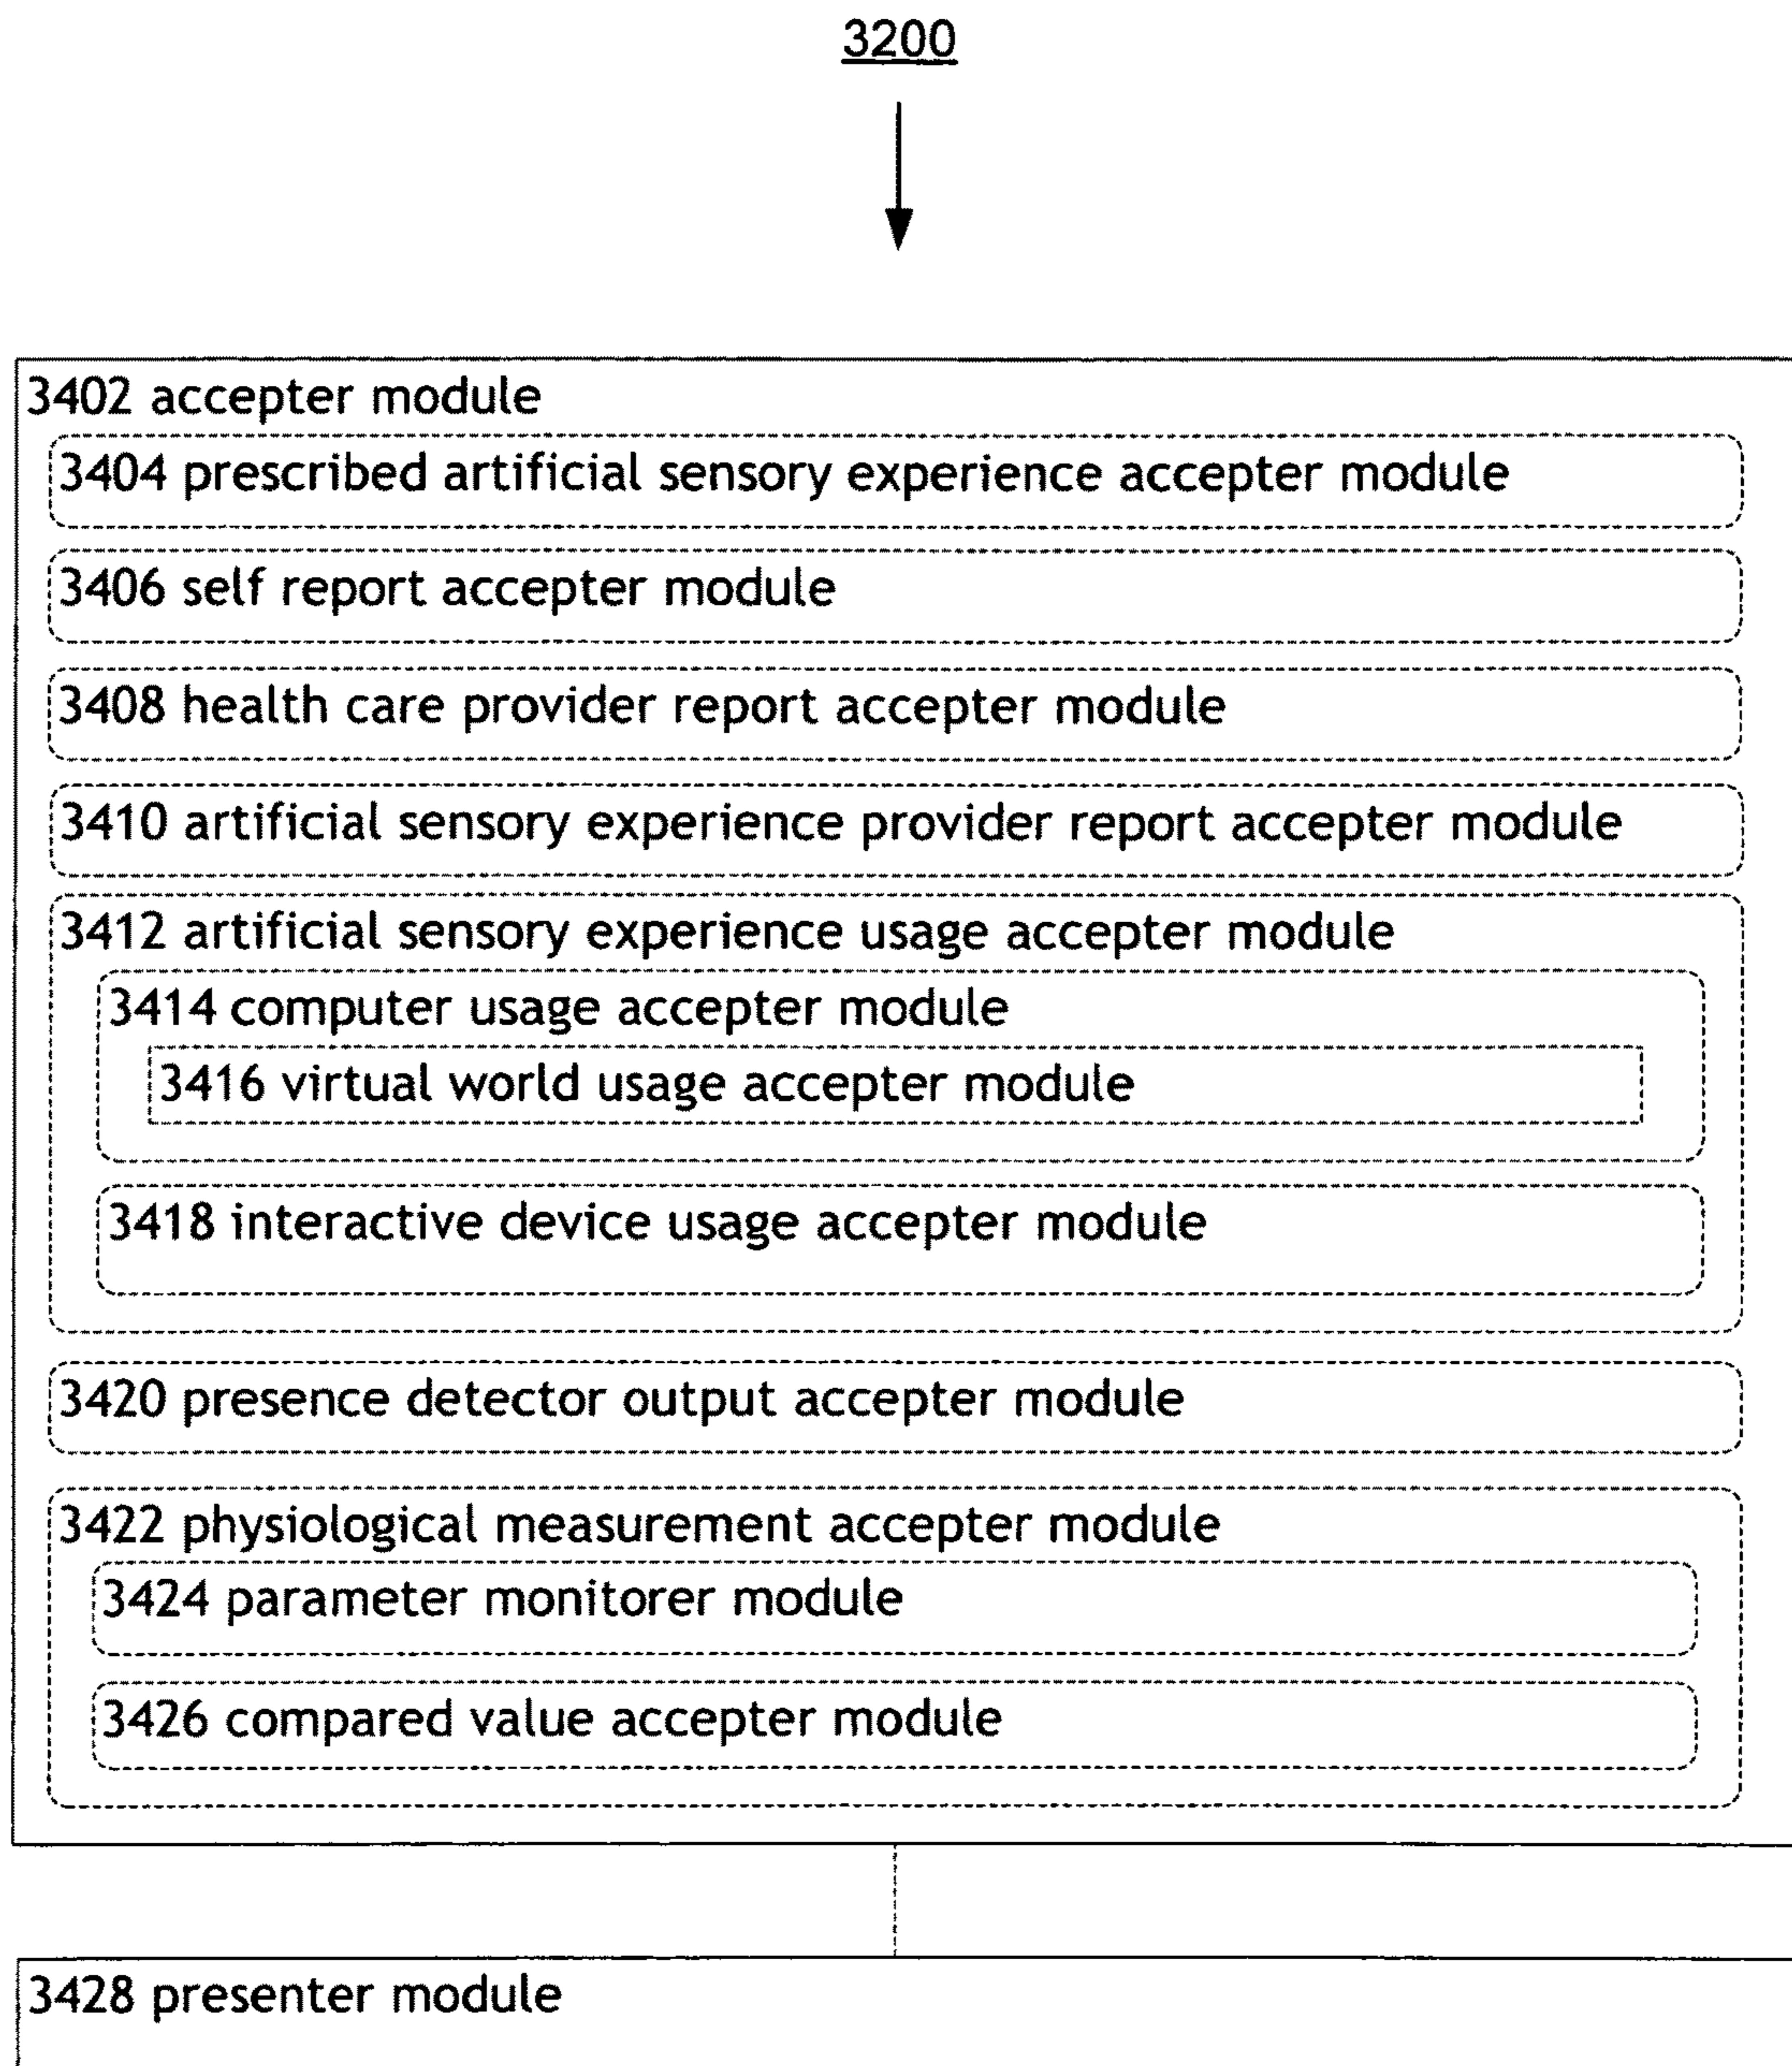 3200
3402 accepter module
3404 prescribed artificial sensory experience accepter module
3406 self report accepter module
3408 health care provider report accepter module
3410 artificial sensory experience provider report accepter module
3412 artificial sensory experience usage accepter module
3414 computer usage accepter module
3416 virtual world usage accepter module
3418 interactive device usage accepter module
3420 presence detector output accepter module
3422 physiological measurement accepter module
3424 parameter monitorer module
3426 compared value accepter module
3428 presenter module